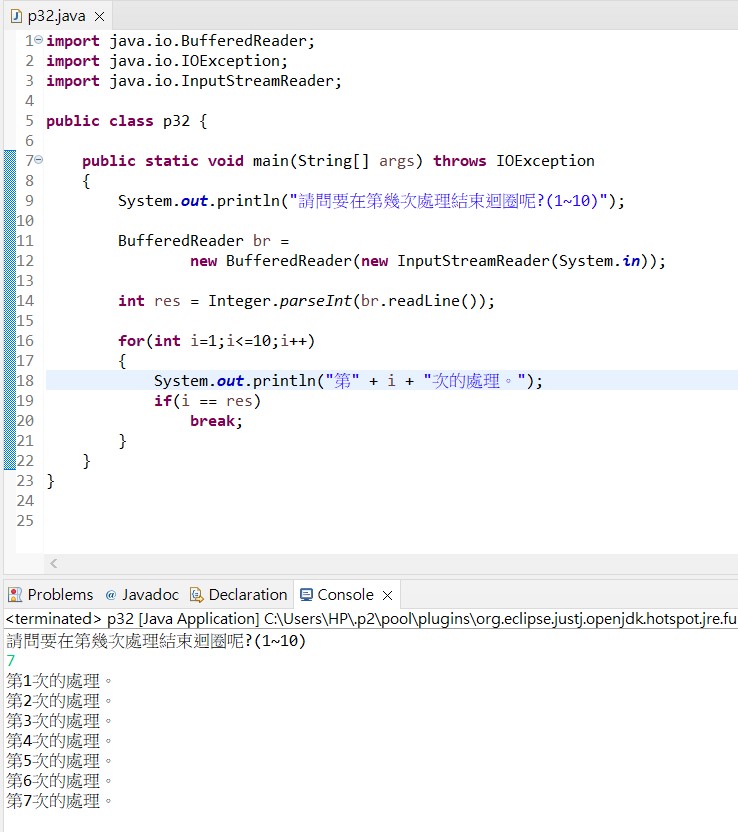 p32.java
1 import java.io.BufferedReader;
2 import java.io.IOException;
3 import java.io.InputStreamReader;
4
5 public class p32 {
6
7     public static void main(String[] args) throws IOException
8     {
9         System.out.println("請問要在第幾次處理結束迴圈呢?(1~10)");
10
11         BufferedReader br =
12                 new BufferedReader(new InputStreamReader(System.in));
13
14         int res = Integer.parseInt(br.readLine());
15
16         for(int i=1;i<=10;i++)
17         {
18             System.out.println("第" + i + "次的處理。");
19             if(i == res)
20                 break;
21         }
22     }
23 }
24
25
Problems @ Javadoc Declaration Console
<terminated> p32 [Java Application] C:\Users\HP\.p2\pool\plugins\org.eclipse.justj.openjdk.hotspot.jre.fu
請問要在第幾次處理結束迴圈呢?(1~10)
7
第1次的處理。
第2次的處理。
第3次的處理。
第4次的處理。
第5次的處理。
第6次的處理。
第7次的處理。